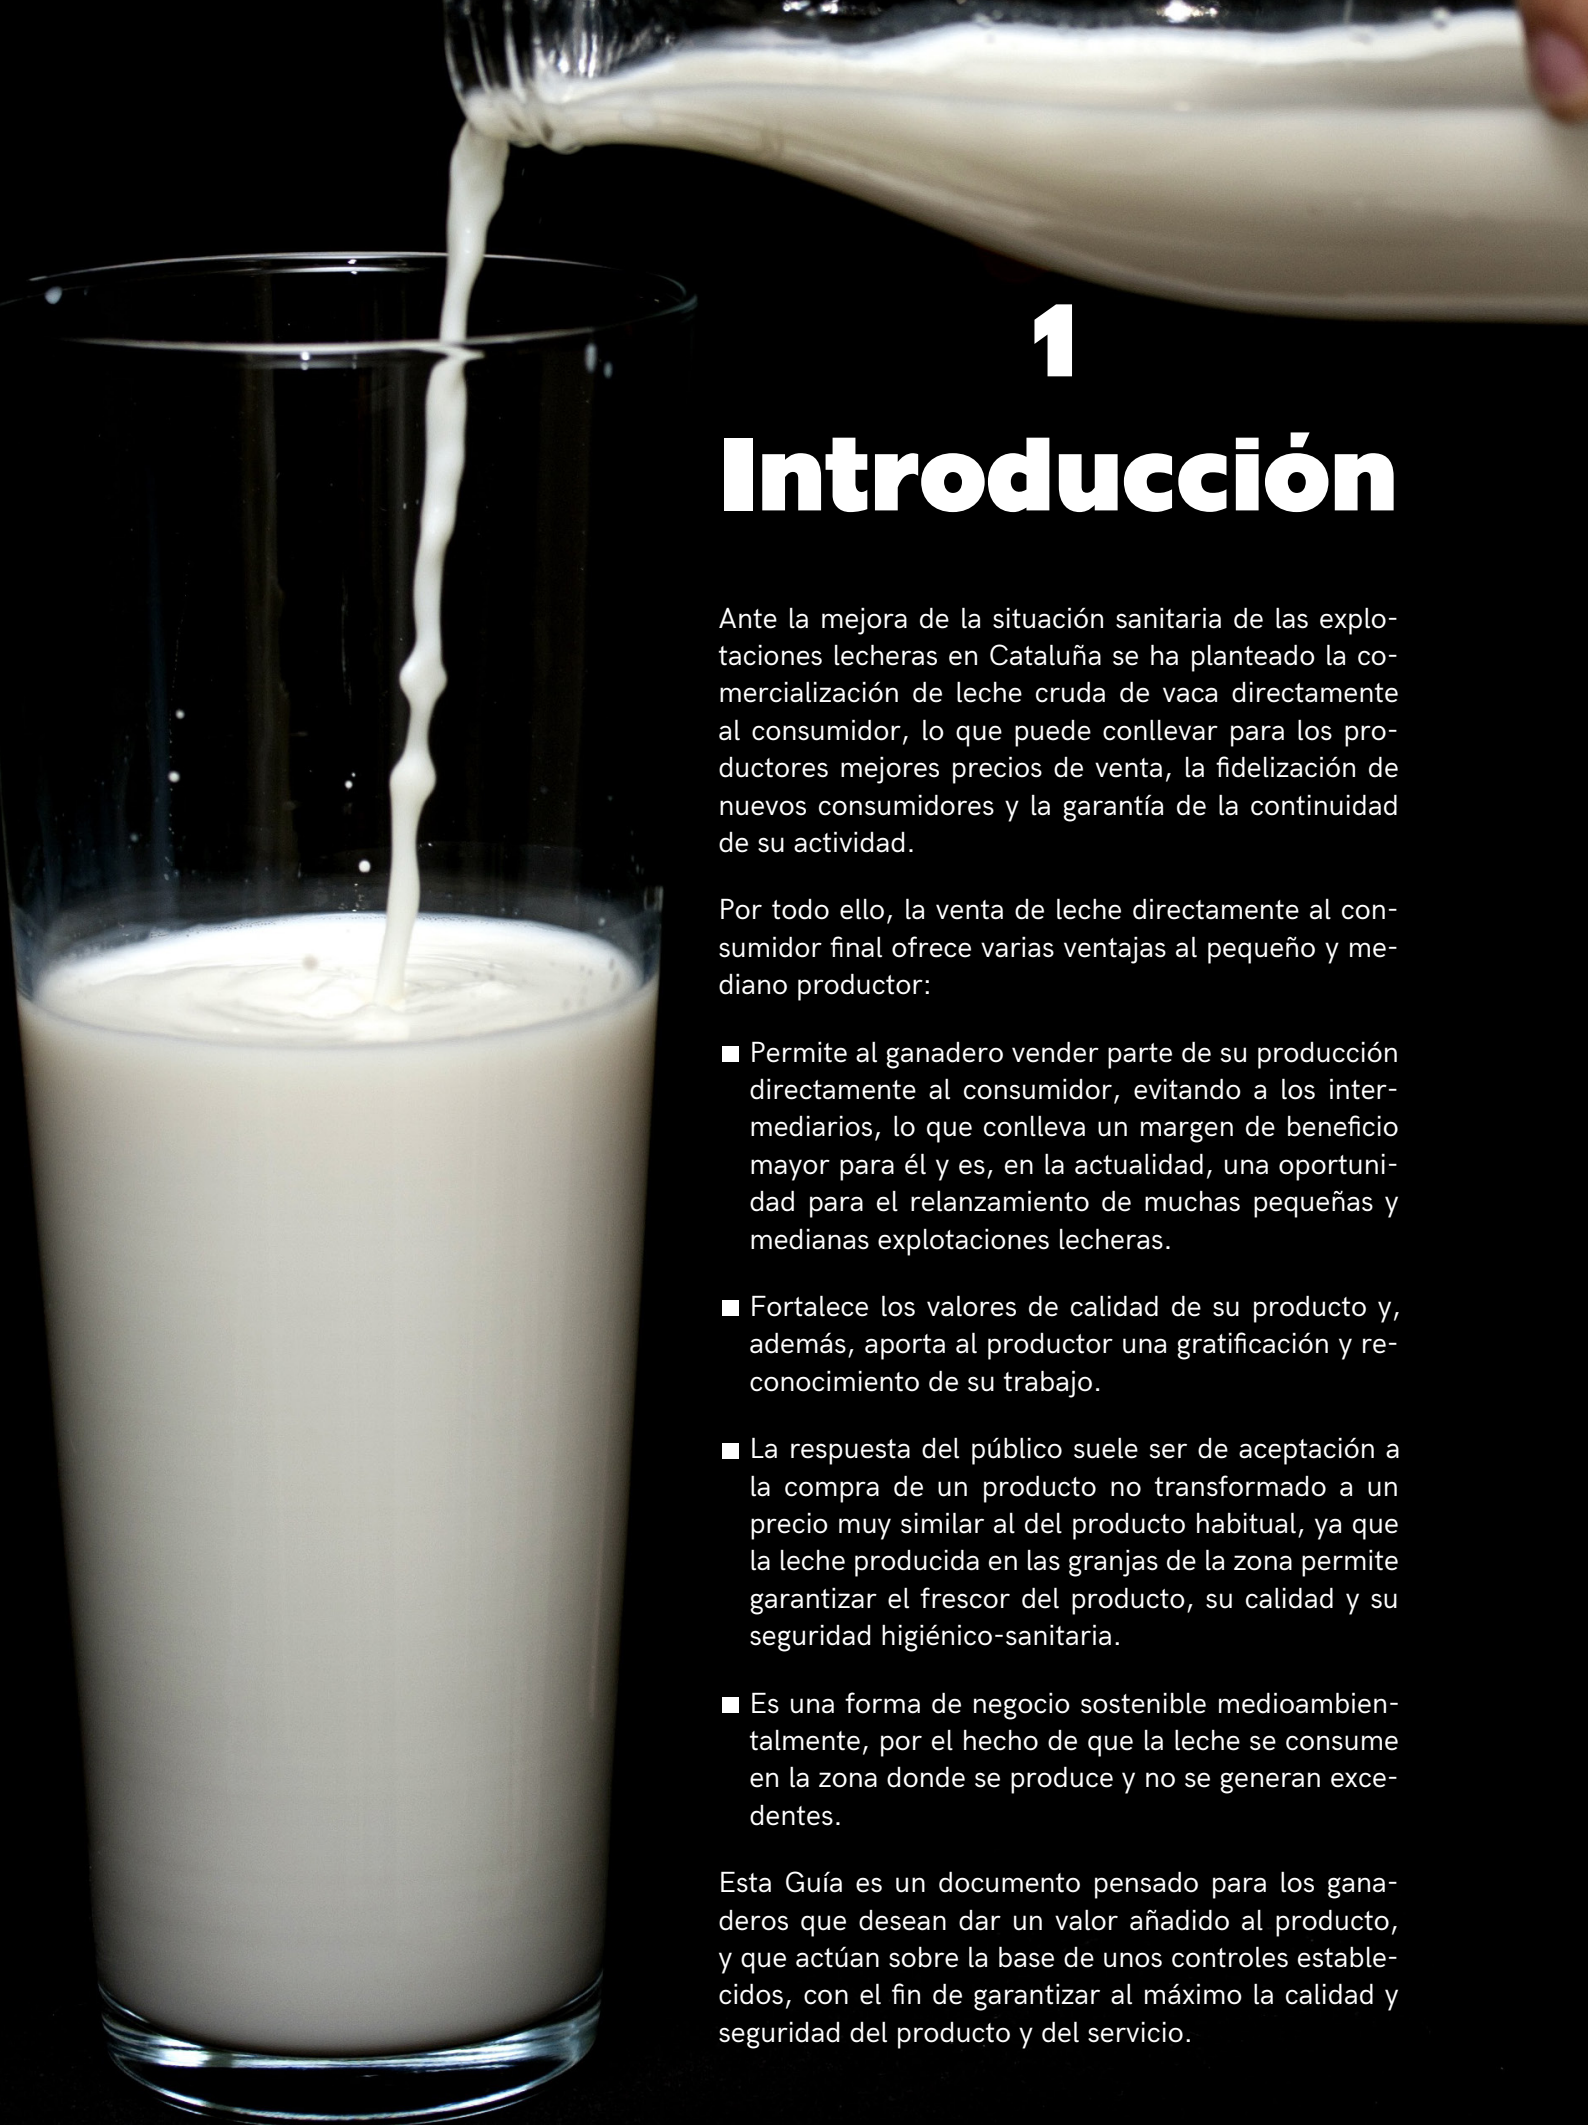 1
Introducción
Ante la mejora de la situación sanitaria de las explo-
taciones lecheras en Cataluña se ha planteado la co-
mercialización de leche cruda de vaca directamente
al consumidor, lo que puede conllevar para los pro-
ductores mejores precios de venta, la fidelización de
nuevos consumidores y la garantía de la continuidad
de su actividad.
Por todo ello, la venta de leche directamente al con-
sumidor final ofrece varias ventajas al pequeño y me-
diano productor:
■ Permite al ganadero vender parte de su producción
directamente al consumidor, evitando a los inter-
mediarios, lo que conlleva un margen de beneficio
mayor para él y es, en la actualidad, una oportuni-
dad para el relanzamiento de muchas pequeñas y
medianas explotaciones lecheras.
■ Fortalece los valores de calidad de su producto y,
además, aporta al productor una gratificación y re-
conocimiento de su trabajo.
■ La respuesta del público suele ser de aceptación a
la compra de un producto no transformado a un
precio muy similar al del producto habitual, ya que
la leche producida en las granjas de la zona permite
garantizar el frescor del producto, su calidad y su
seguridad higiénico-sanitaria.
■ Es una forma de negocio sostenible medioambien-
talmente, por el hecho de que la leche se consume
en la zona donde se produce y no se generan exce-
dentes.
Esta Guía es un documento pensado para los gana-
deros que desean dar un valor añadido al producto,
y que actúan sobre la base de unos controles estable-
cidos, con el fin de garantizar al máximo la calidad y
seguridad del producto y del servicio.